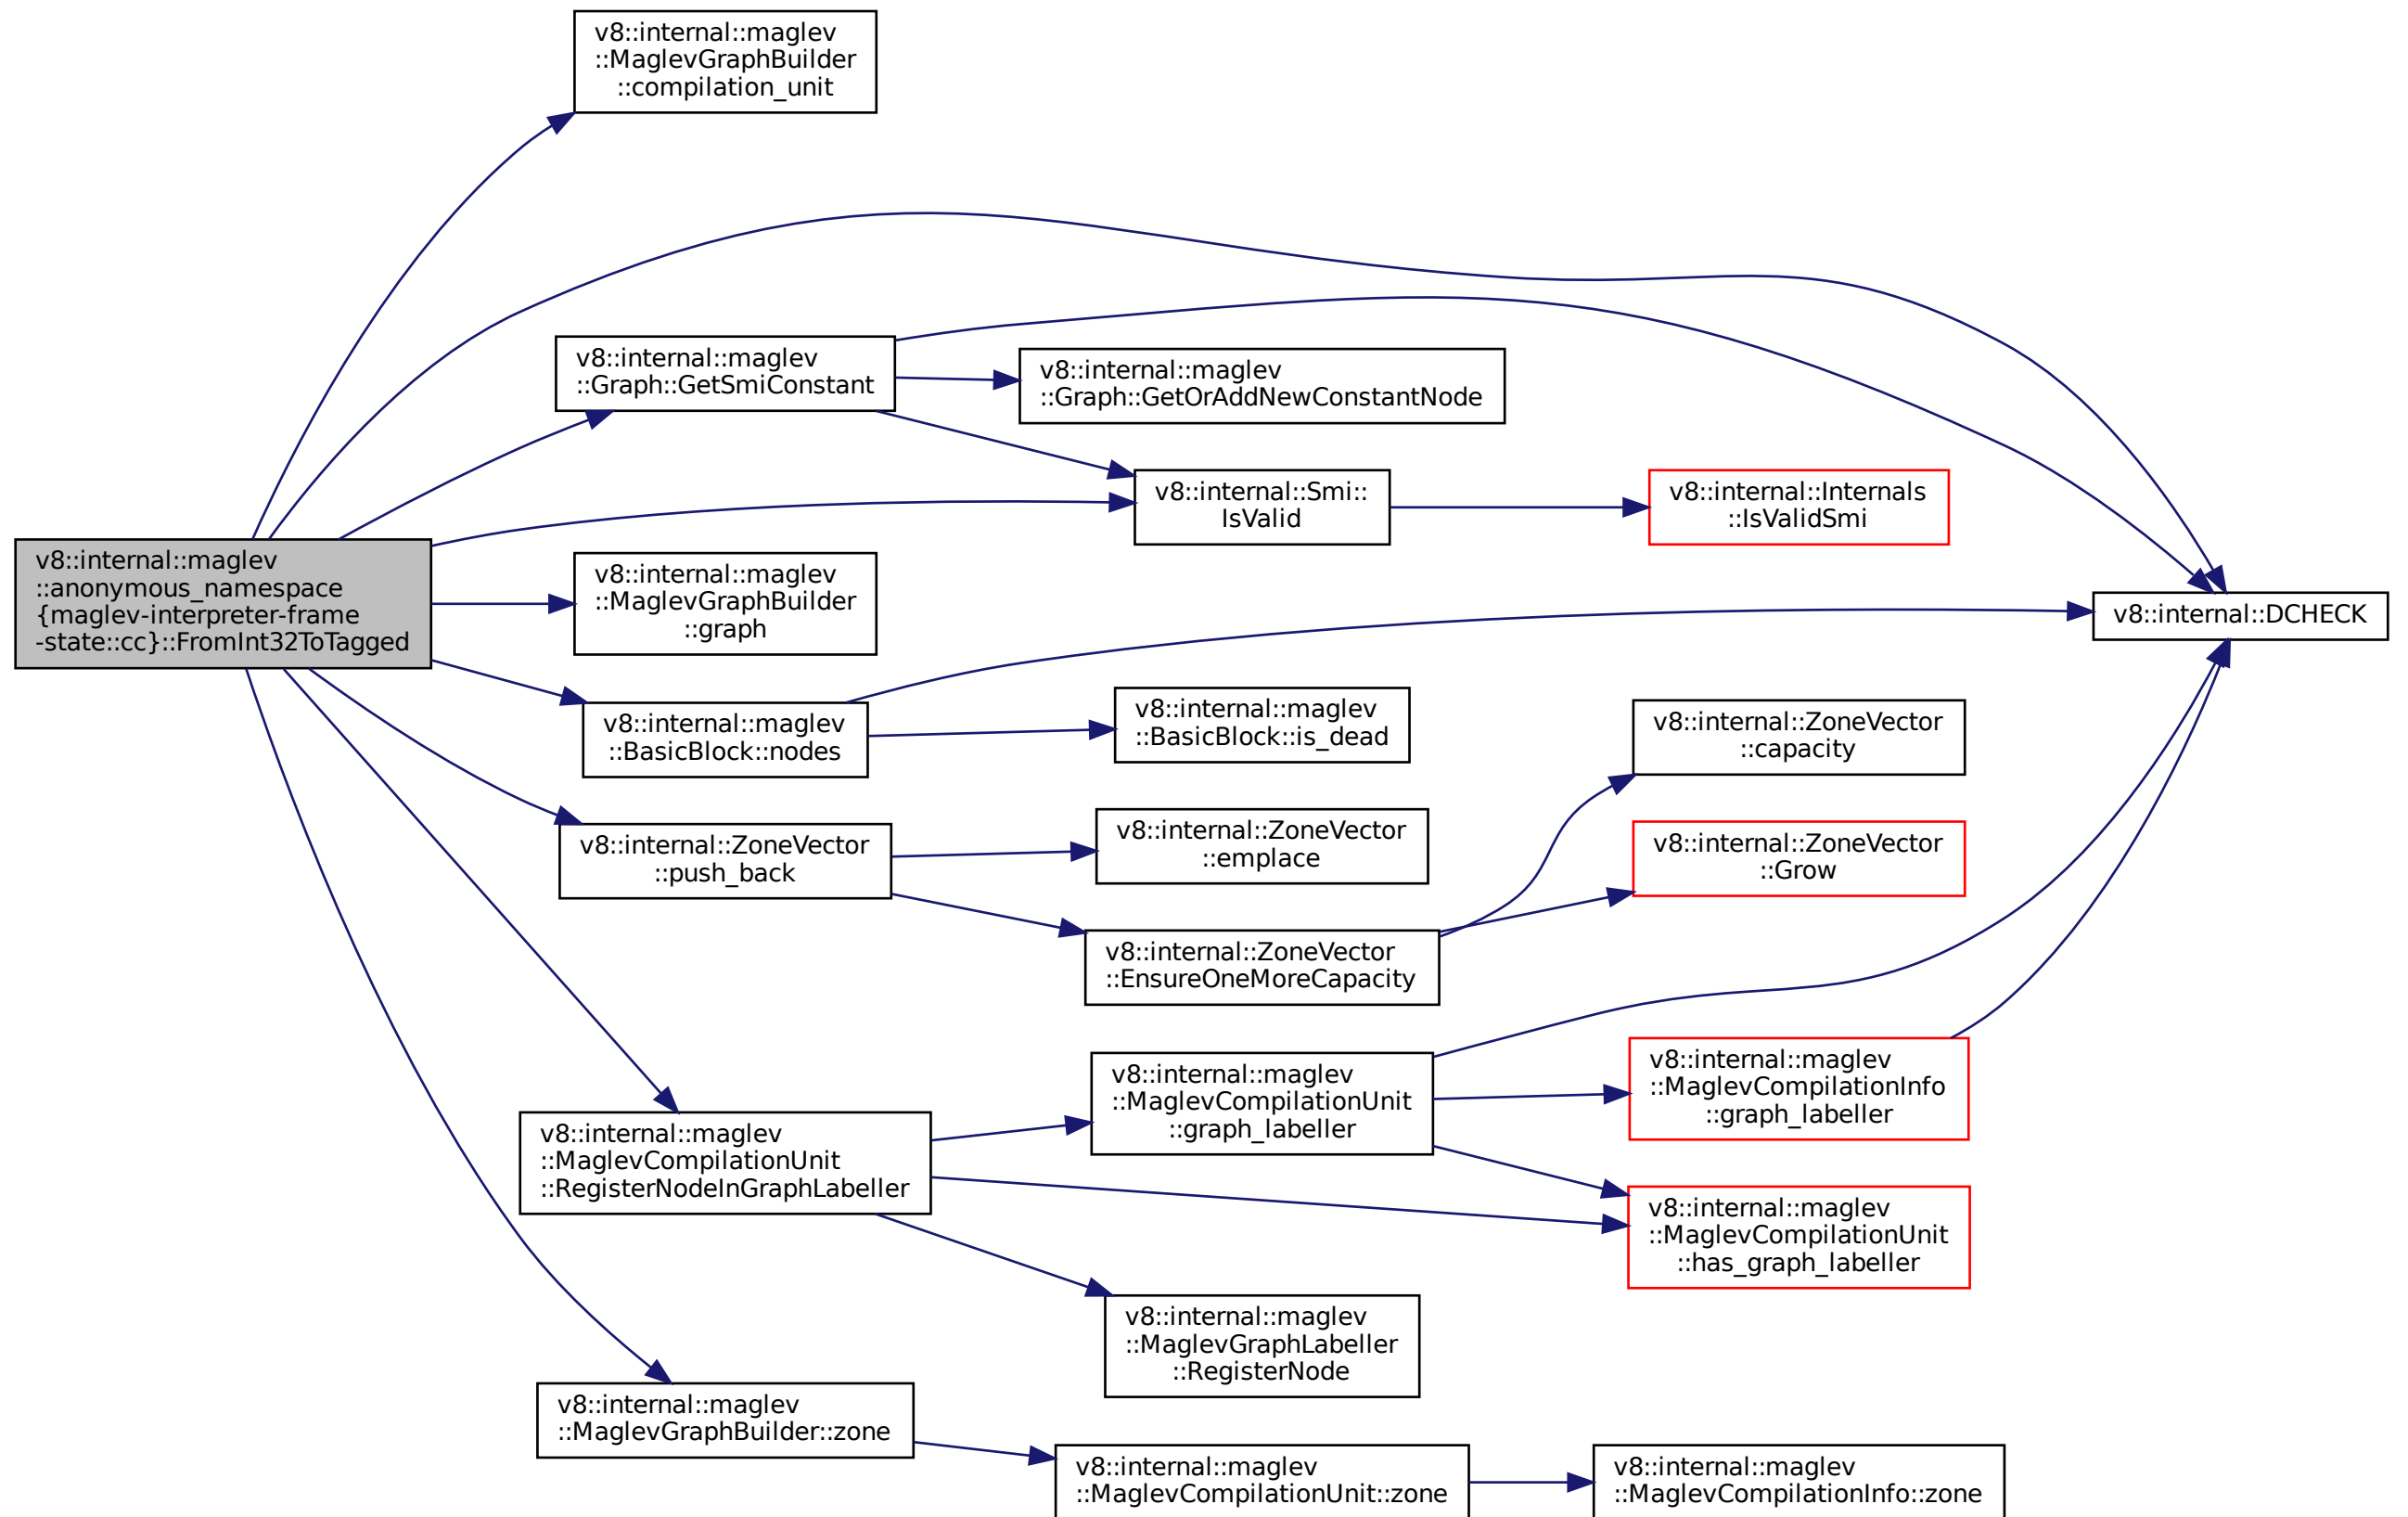 v8::internal::maglev
::MaglevGraphBuilder
::compilation_unit
v8::internal::maglev
::Graph::GetSmiConstant
v8::internal::maglev
::Graph::GetOrAddNewConstantNode
v8::internal::Smi::
IsValid
v8::internal::Internals
::IsValidSmi
v8::internal::maglev
::anonymous_namespace
{maglev-interpreter-frame
-state::cc}::FromInt32ToTagged
v8::internal::maglev
::MaglevGraphBuilder
::graph
v8::internal::DCHECK
v8::internal::maglev
::BasicBlock::nodes
v8::internal::maglev
::BasicBlock::is_dead
v8::internal::ZoneVector
::capacity
v8::internal::ZoneVector
::push_back
v8::internal::ZoneVector
::emplace
v8::internal::ZoneVector
::Grow
v8::internal::ZoneVector
::EnsureOneMoreCapacity
v8::internal::maglev
::MaglevCompilationUnit
::graph_labeller
v8::internal::maglev
::MaglevCompilationInfo
::graph_labeller
v8::internal::maglev
::MaglevCompilationUnit
::RegisterNodeInGraphLabeller
v8::internal::maglev
::MaglevCompilationUnit
::has_graph_labeller
v8::internal::maglev
::MaglevGraphLabeller
::RegisterNode
v8::internal::maglev
::MaglevGraphBuilder::zone
v8::internal::maglev
::MaglevCompilationUnit::zone
v8::internal::maglev
::MaglevCompilationInfo::zone